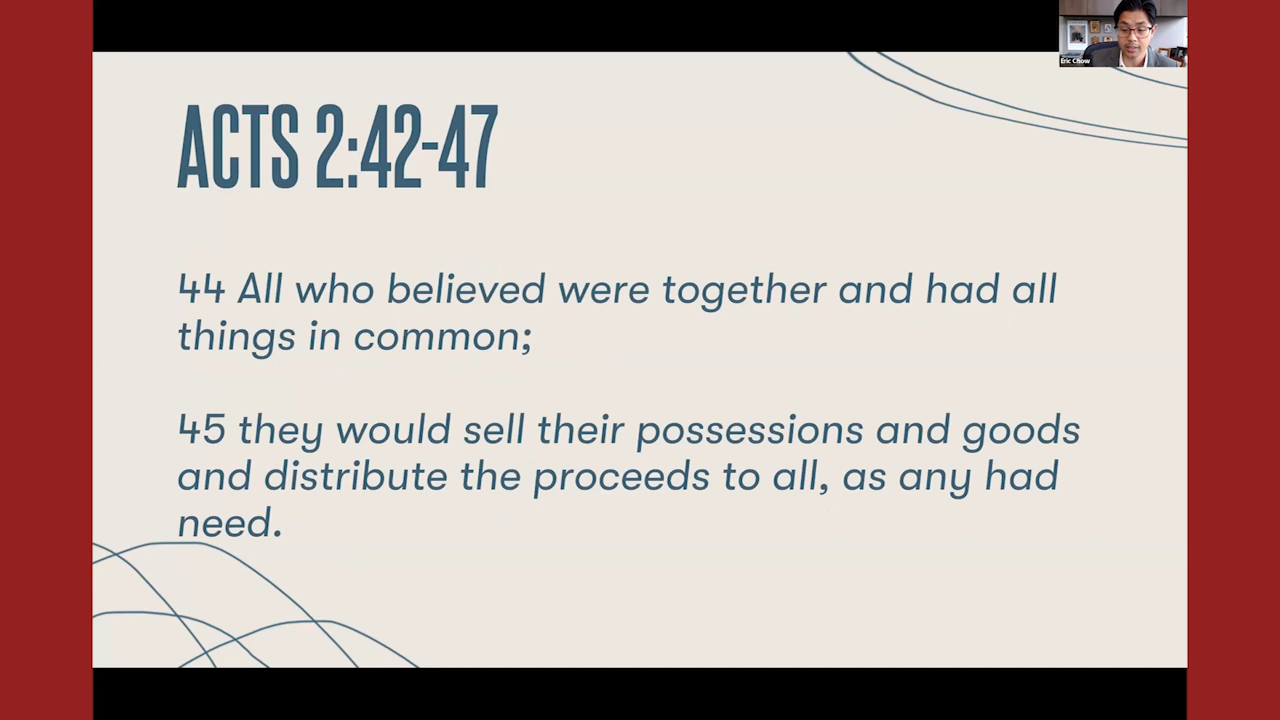 Eric Chow
ACTS 2:42-47
44 All who believed were together and had all
things in common;
45 they would sell their possessions and goods
and distribute the proceeds to all, as any had
need.